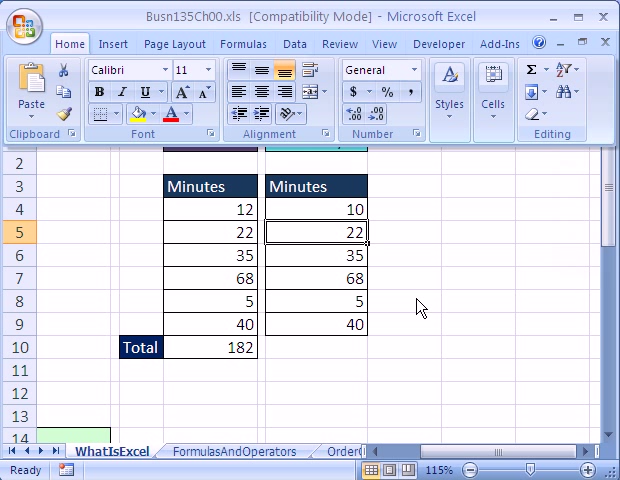 Busn135Ch00.xls [Compatibility Mode] - Microsoft Excel
Home Insert Page Layout Formulas Data Review View Developer Add-Ins
Calibri 11 General
Paste B I U A A $ % , Styles Cells Σ
Clipboard Font Alignment Number Editing
2
3 Minutes Minutes
4 12 10
5 22 22
6 35 35
7 68 68
8 5 5
9 40 40
10 Total 182
11
12
13
14
WhatIsExcel FormulasAndOperators Order
Ready 115%